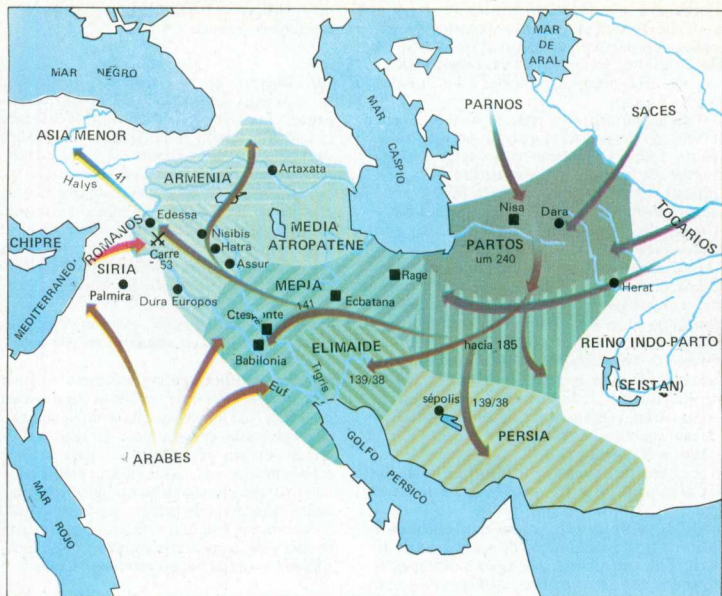 MAR
DE
ARAL
MAR NEGRO
MAR
CASPIO
PARNOS
SACES
ASIA MENOR
Halys
41
ARMENIA
Artaxata
Edessa
ROMANOS
Nisibis
Hatra
Assur
MEDIA
ATROPATENE
Nisa
Dara
PARTOS
um 240
TOCARIOS
CHIPRE
Carre
53
SIRIA
MEDITERRANEO
Palmira
Dura Europos
MEDIA
Rage
Ecbatana
141
Herat
Babilonia
ELIMAIDE
hacia 185
REINO INDO-PARTO
(SEISTAN)
Tigris
139/38
Euf
sépolis
139/38
PERSIA
ARABES
GOLFO
PERSICO
MAR
ROJO